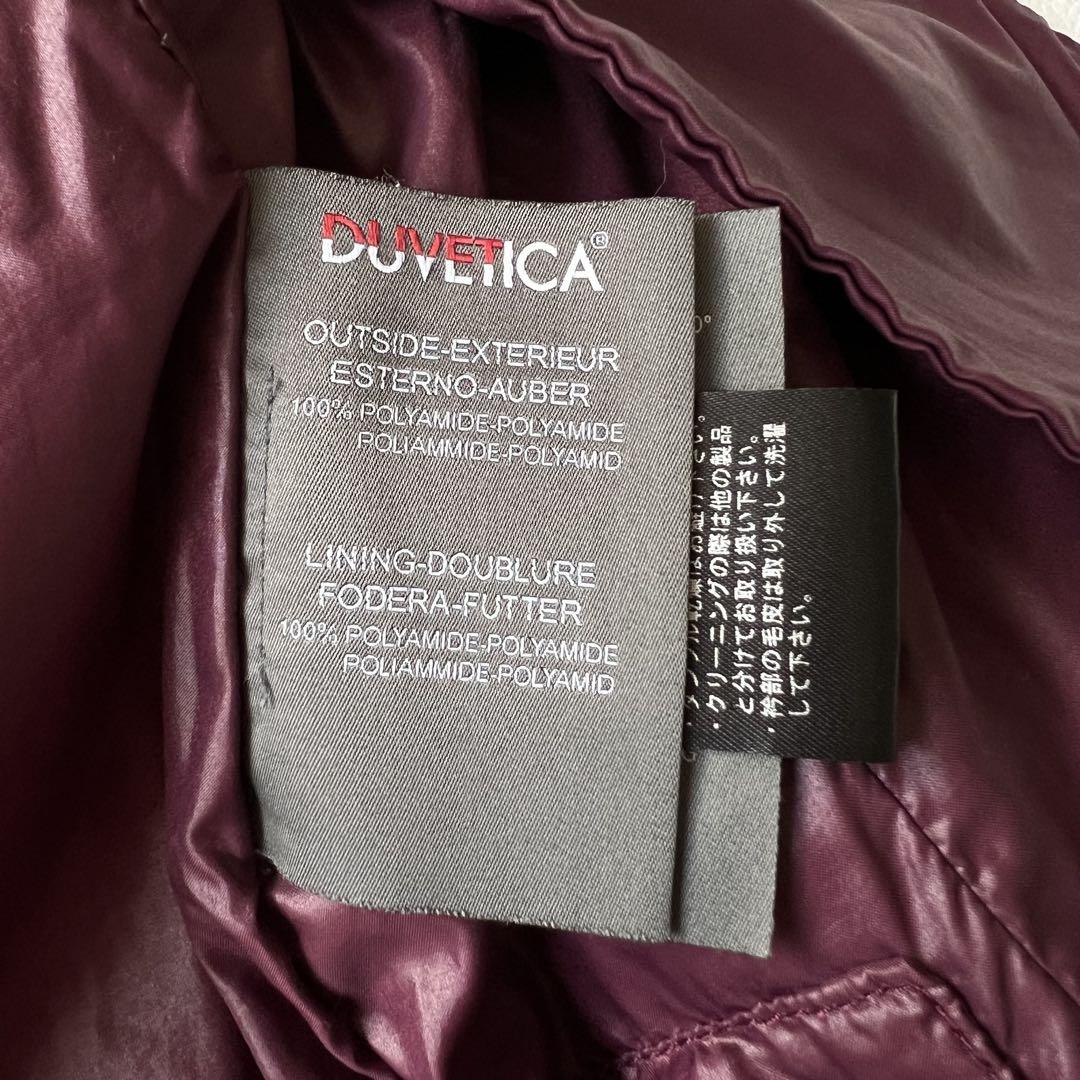 DUVETICA®
OUTSIDE-EXTERIEUR
ESTERNO-AUBER
100% POLYAMIDE-POLYAMIDE
POLIAMMIDE-POLYAMID
LINING-DOUBLURE
FODERA-FUTTER
100% POLYAMIDE-POLYAMIDE
POLIAMMIDE-POLYAMID
・クリーニングの際は他の製品
と分けてお取り扱い下さい。
・衿部の毛皮は取り外して洗濯
して下さい。